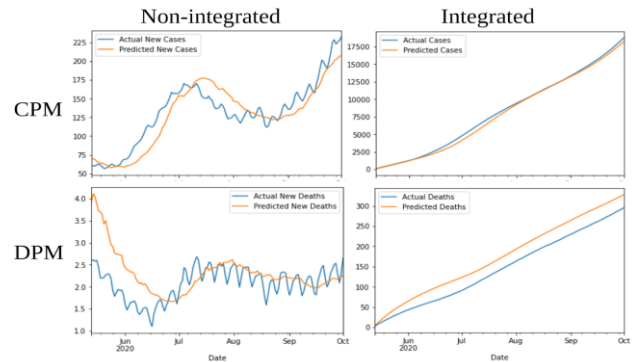 Non-integrated
Integrated
CPM
Actual New Cases
Predicted New Cases
225
200
175
150
125
100
75
50
Actual Cases
Predicted Cases
17500
15000
12500
10000
7500
5000
2500
0
DPM
Actual New Deaths
Predicted New Deaths
4.0
3.5
3.0
2.5
2.0
1.5
1.0
Jun
2020
Jul
Aug
Sep
Oct
Date
Actual Deaths
Predicted Deaths
300
250
200
150
100
50
0
Jun
2020
Jul
Aug
Sep
Oct
Date